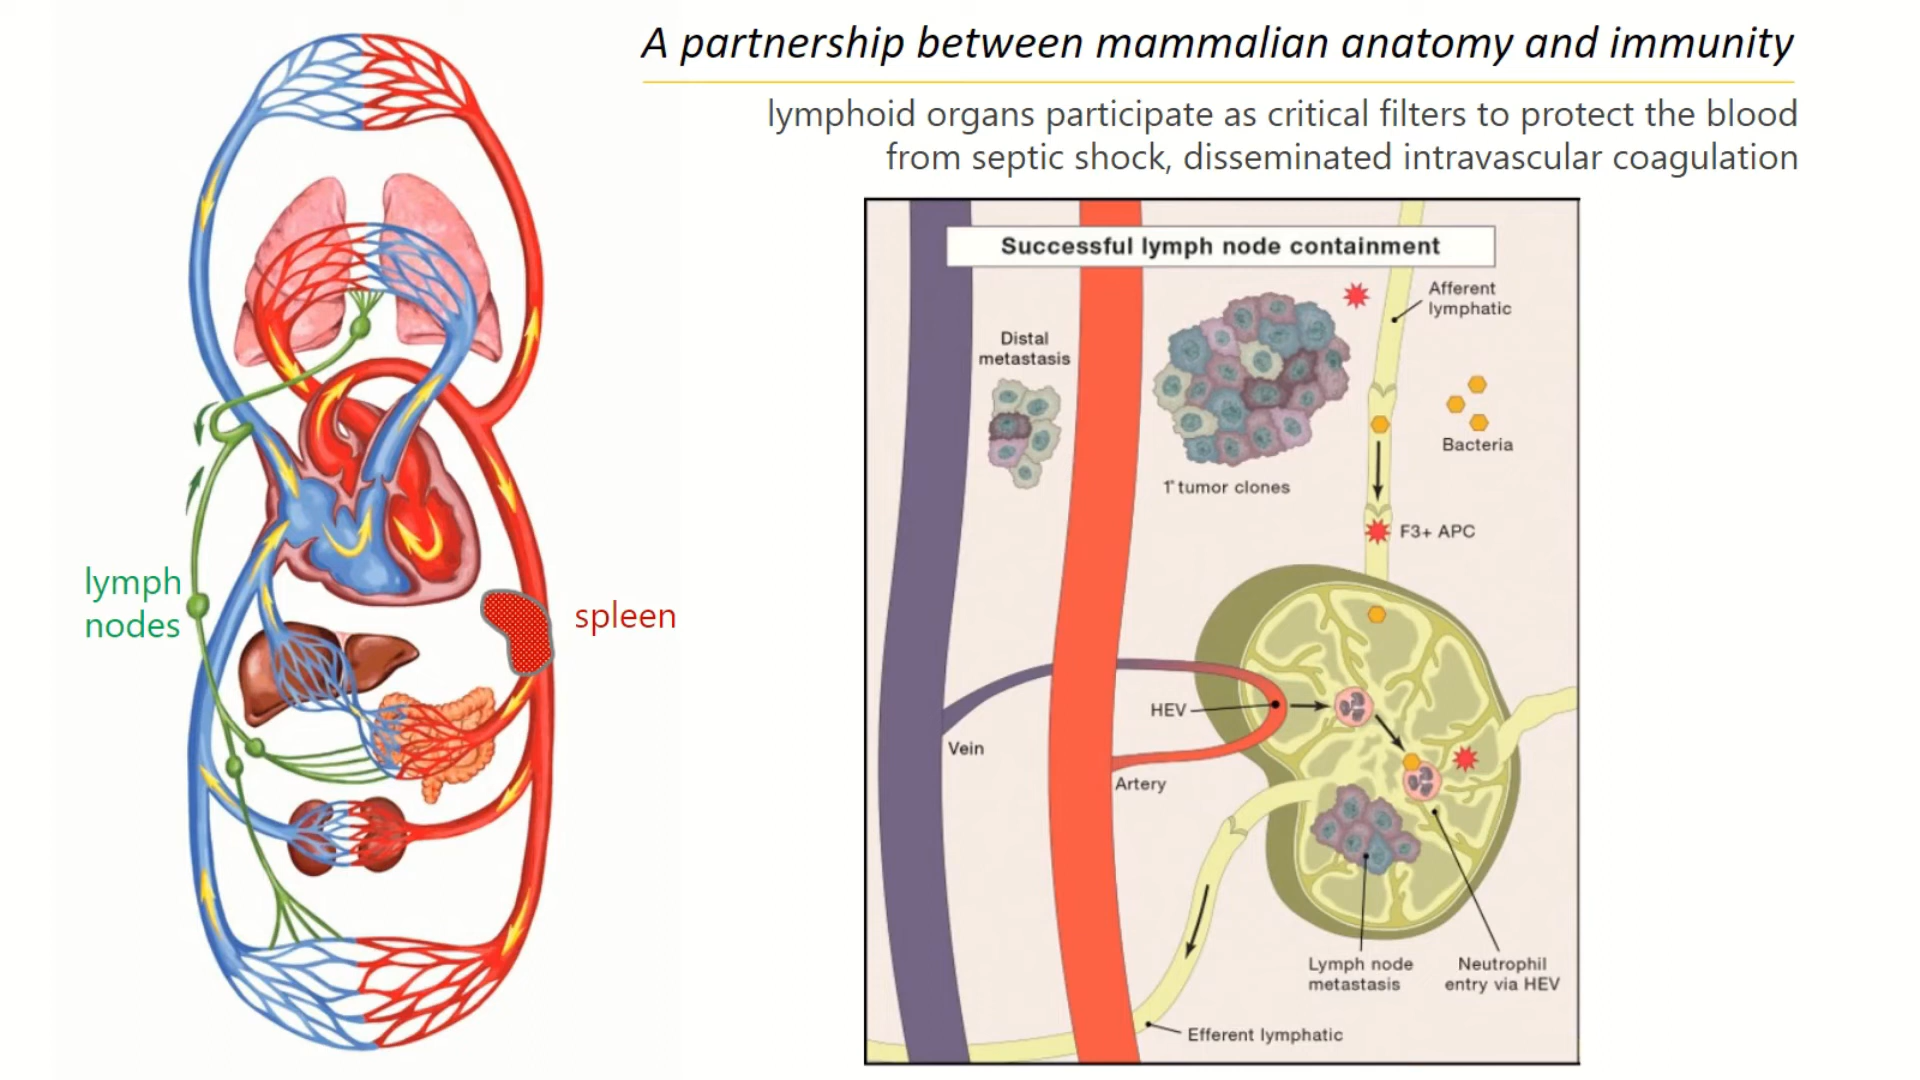 A partnership between mammalian anatomy and immunity
lymphoid organs participate as critical filters to protect the blood
from septic shock, disseminated intravascular coagulation
lymph
nodes
spleen
Successful lymph node containment
Afferent
lymphatic
Distal
metastasis
Bacteria
1° tumor clones
F3+ APC
HEV
Vein
Artery
Lymph node
metastasis
Neutrophil
entry via HEV
Efferent lymphatic